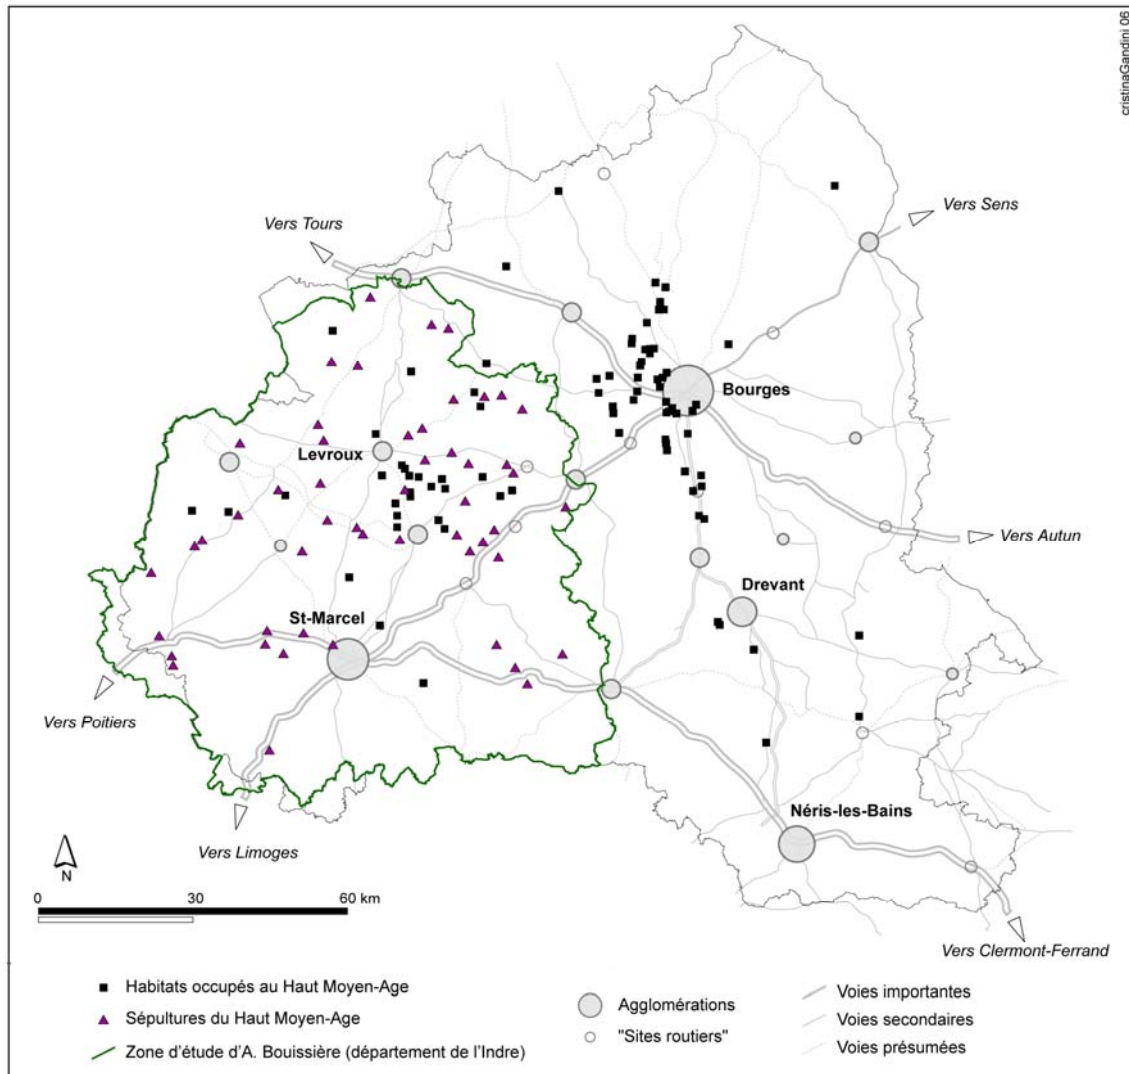 cristinaGandini 06
Vers Sens
Vers Tours
Bourges
Levroux
Vers Autun
Drevant
St-Marcel
Vers Poitiers
Néris-les-Bains
Vers Limoges
N
0 30 60 km
Vers Clermont-Ferrand
Habitats occupés au Haut Moyen-Age
Sépultures du Haut Moyen-Age
Zone d'étude d'A. Bouissière (département de l'Indre)
Agglomérations
"Sites routiers"
Voies importantes
Voies secondaires
Voies présumées